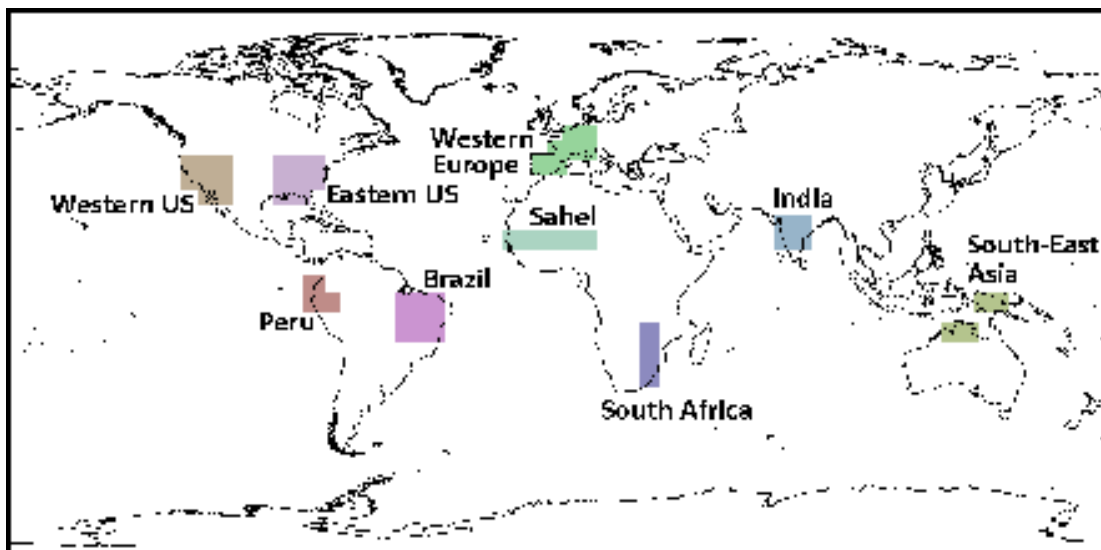 Western
Europe
Western US
Eastern US
Sahel
India
South-East
Asia
Peru
Brazil
South Africa